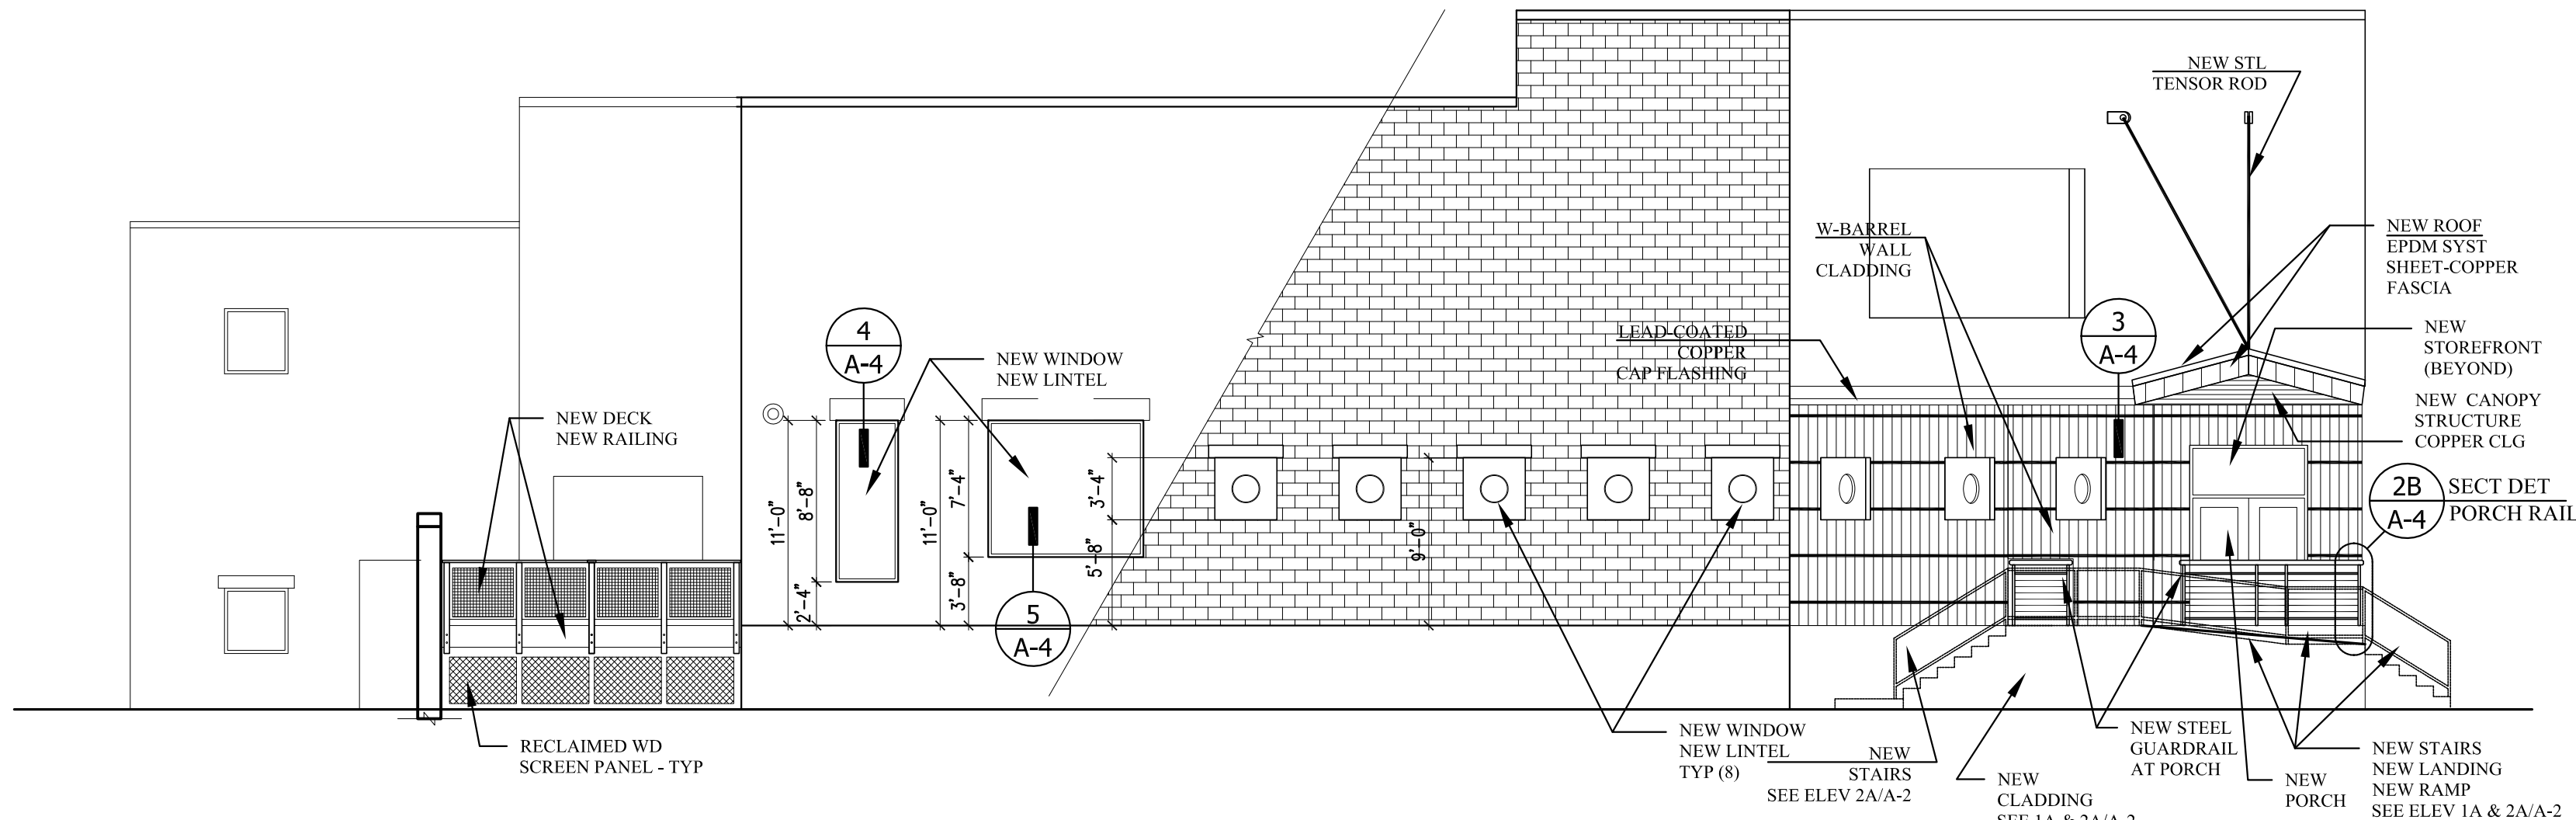 NEW STL
TENSOR ROD
W-BARREL
WALL
CLADDING
NEW ROOF
EPDM SYST
SHEET-COPPER
FASCIA
4
A-4
NEW WINDOW
NEW LINTEL
LEAD-COATED
COPPER
CAP FLASHING
3
A-4
NEW
STOREFRONT
(BEYOND)
NEW DECK
NEW RAILING
NEW CANOPY
STRUCTURE
COPPER CLG
11'-0"
8'-8"
2'-4"
11'-0"
7'-4"
3'-8"
3'-4"
5'-8"
9'-0"
2B
A-4
SECT DET
PORCH RAIL
5
A-4
RECLAIMED WD
SCREEN PANEL - TYP
NEW WINDOW
NEW LINTEL
TYP (8)
NEW
STAIRS
SEE ELEV 2A/A-2
NEW
CLADDING
SEE 1A & 2A/A-2
NEW STEEL
GUARDRAIL
AT PORCH
NEW
PORCH
NEW STAIRS
NEW LANDING
NEW RAMP
SEE ELEV 1A & 2A/A-2